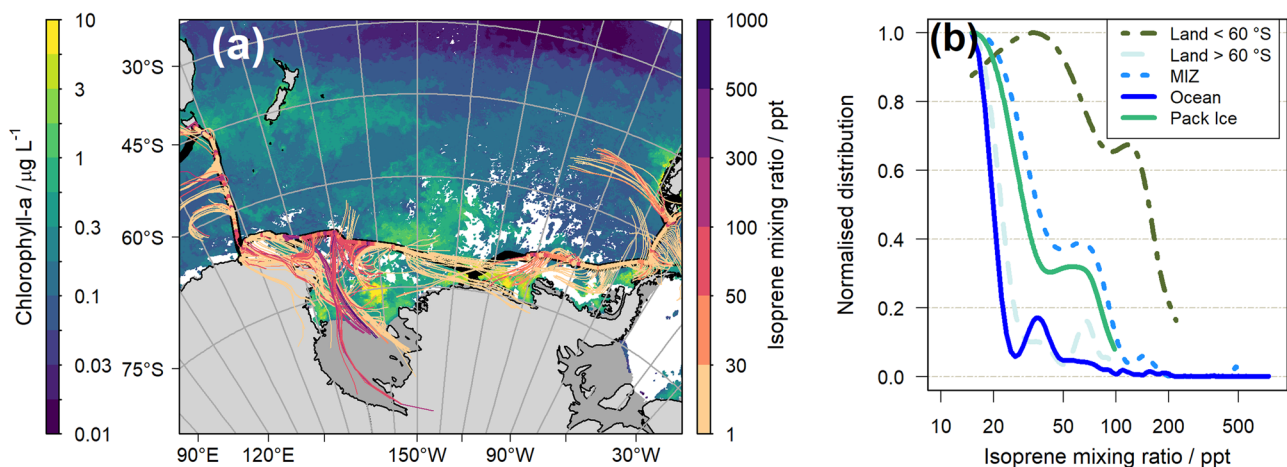 Chlorophyll-a / μg L⁻¹
10
3
1
0.3
0.1
0.03
0.01
(a)
30°S
45°S
60°S
75°S
90°E
120°E
150°W
90°W
30°W
Isoprene mixing ratio / ppt
1000
500
300
100
50
30
1
(b)
Land < 60 °S
Land > 60 °S
MIZ
Ocean
Pack Ice
Normalised distribution
1.0
0.8
0.6
0.4
0.2
0.0
10
20
50
100
200
500
Isoprene mixing ratio / ppt